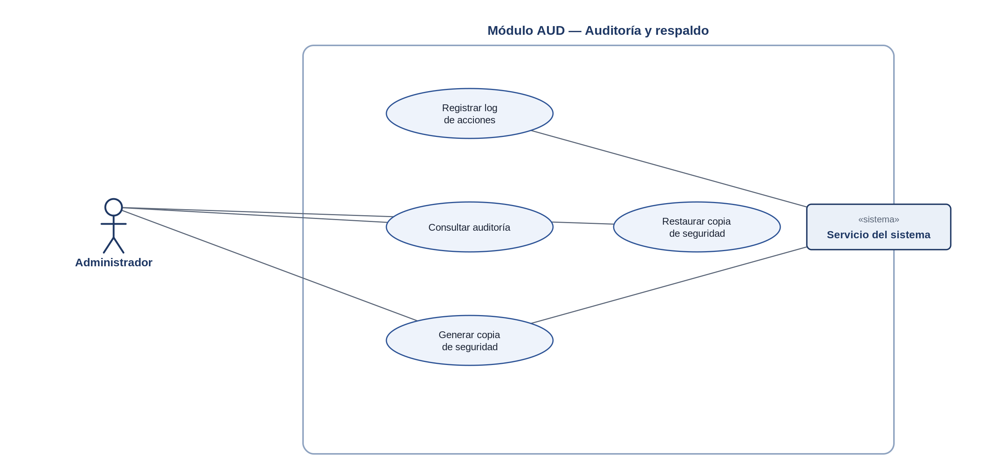 Módulo AUD — Auditoría y respaldo
Registrar log
de acciones
Administrador
Consultar auditoría
Restaurar copia
de seguridad
«sistema»
Servicio del sistema
Generar copia
de seguridad